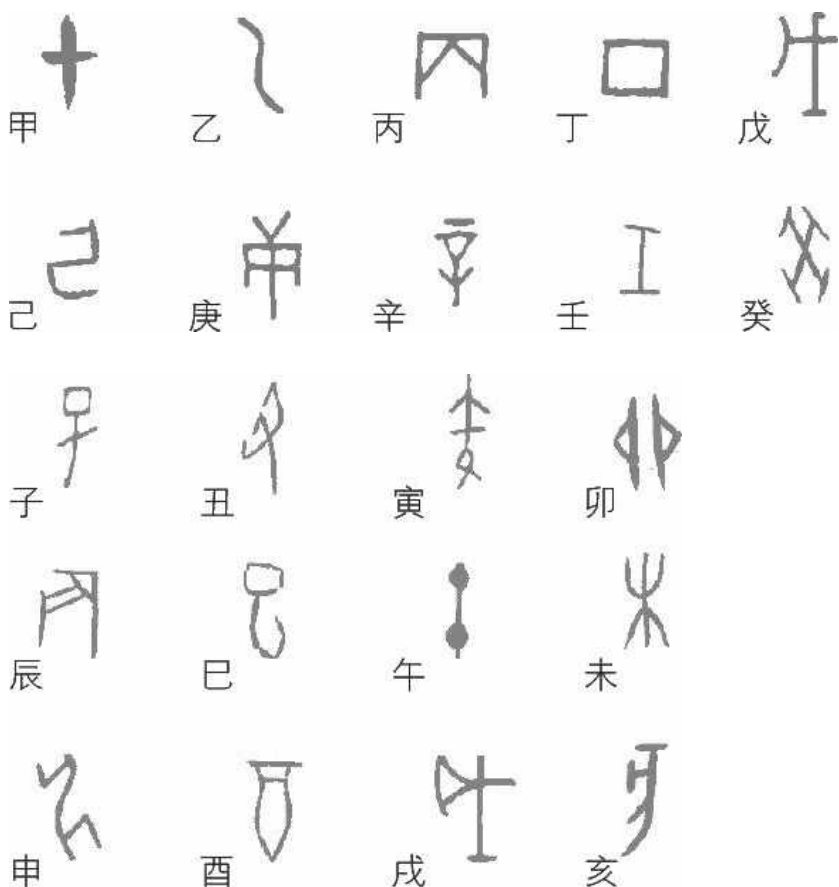 甲 乙 丙 丁 戊
己 庚 辛 壬 癸
子 丑 寅 卯
辰 巳 午 未
申 酉 戌 亥